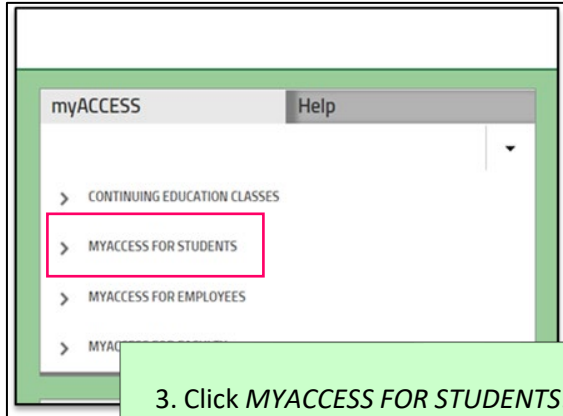 myACCESS Help
CONTINUING EDUCATION CLASSES
MYACCESS FOR STUDENTS
MYACCESS FOR EMPLOYEES
3. Click MYACCESS FOR STUDENTS